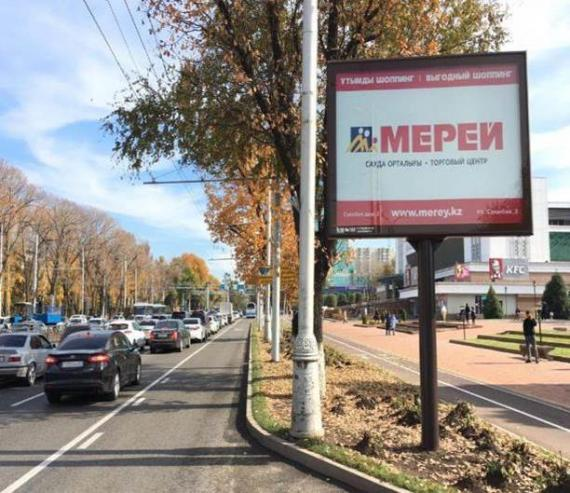 ҰТЫМДЫ ШОППИНГ | ВЫГОДНЫЙ ШОППИНГ
МЕРЕЙ
САУДА ОРТАЛЫҒЫ • ТОРГОВЫЙ ЦЕНТР
www.merey.kz
KFC